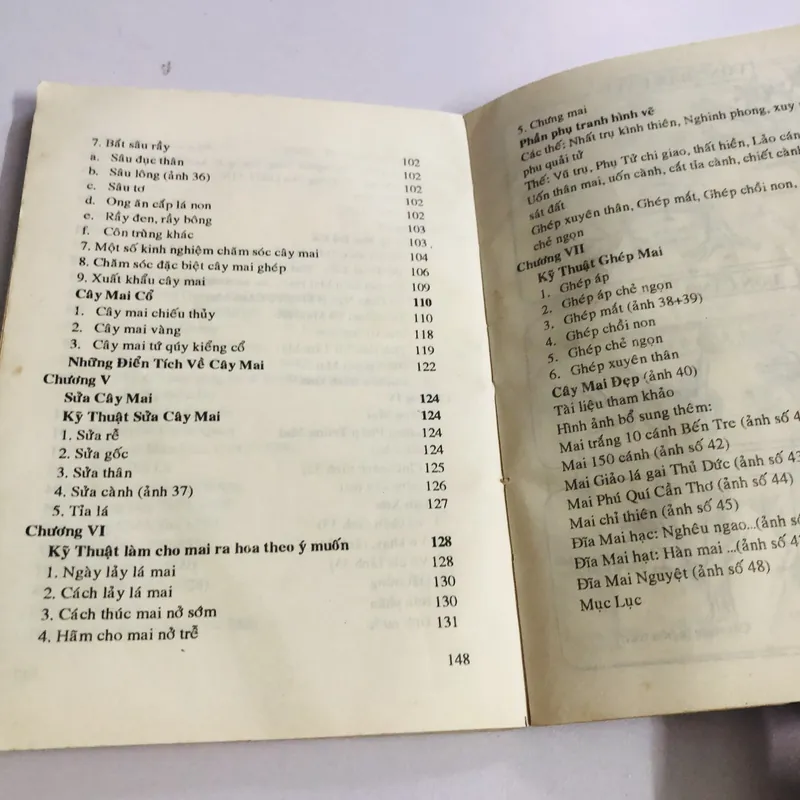 7. Bắt sâu rầy
a. Sâu đục thân 102
b. Sâu lông (ảnh 36) 102
c. Sâu tơ 102
d. Ong ăn cắp lá non 102
e. Rầy đen, rầy bông 102
f. Côn trùng khác 103
7. Một số kinh nghiệm chăm sóc cây mai 103
8. Chăm sóc đặc biệt cây mai ghép 104
9. Xuất khẩu cây mai 106
Cây Mai Cổ 109
1. Cây mai chiếu thủy 110
2. Cây mai vàng 110
3. Cây mai tứ qúy kiểng cổ 118
Những Điển Tích Về Cây Mai 119
122
Chương V
Sửa Cây Mai 124
Kỹ Thuật Sửa Cây Mai 124
1. Sửa rễ 124
2. Sửa gốc 124
3. Sửa thân 125
4. Sửa cành (ảnh 37) 126
5. Tỉa lá 127
Chương VI
Kỹ Thuật làm cho mai ra hoa theo ý muốn 128
1. Ngày lảy lá mai 128
2. Cách lảy lá mai 130
3. Cách thúc mai nở sớm 130
4. Hãm cho mai nở trễ 131
148
5. Chưng mai
Phần phụ tranh hình vẽ
Các thế: Nhất trụ kình thiên, Nghinh phong, xuy
phu quải tử
Thế: Vũ trụ, Phụ Tử chi giao, thất hiền, Lão
Uốn thân mai, uốn cành, cắt tỉa cành, chiết cành
sát đất
Ghép xuyên thân, Ghép mắt, Ghép chồi non,
chẻ ngọn
Chương VII
Kỹ Thuật Ghép Mai
1. Ghép áp
2. Ghép áp chẻ ngọn
3. Ghép mắt (ảnh 38+39)
4. Ghép chồi non
5. Ghép chẻ ngọn
6. Ghép xuyên thân
Cây Mai Đẹp (ảnh 40)
Tài liệu tham khảo
Hình ảnh bổ sung thêm:
Mai trắng 10 cánh Bến Tre (ảnh số
Mai 150 cánh (ảnh số 42)
Mai Giảo lá gai Thủ Đức (ảnh số
Mai Phú Quí Cần Thơ (ảnh số 44)
Mai chỉ thiên (ảnh số 45)
Đĩa Mai hạc: Nghêu ngao...(ảnh số
Đĩa Mai hạt: Hàn mai ...(ảnh số
Đĩa Mai Nguyệt (ảnh số 48)
Mục Lục